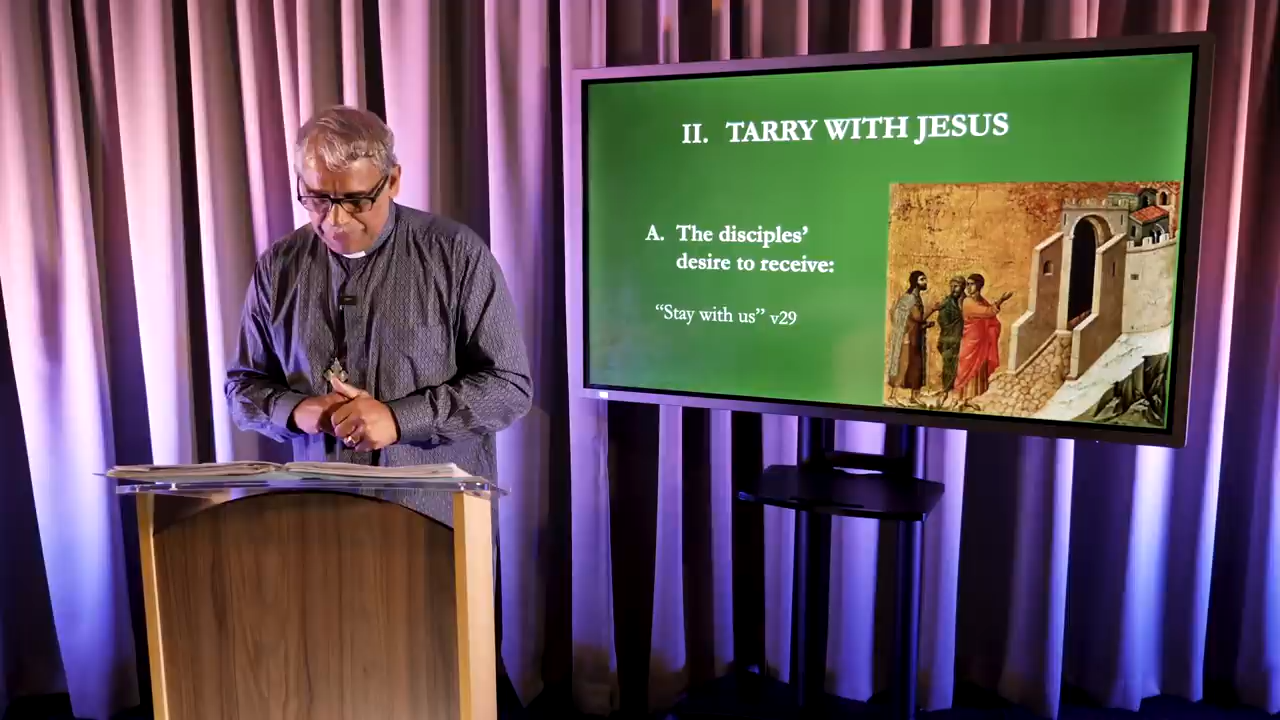 II. TARRY WITH JESUS
A. The disciples’
desire to receive:
“Stay with us” v29